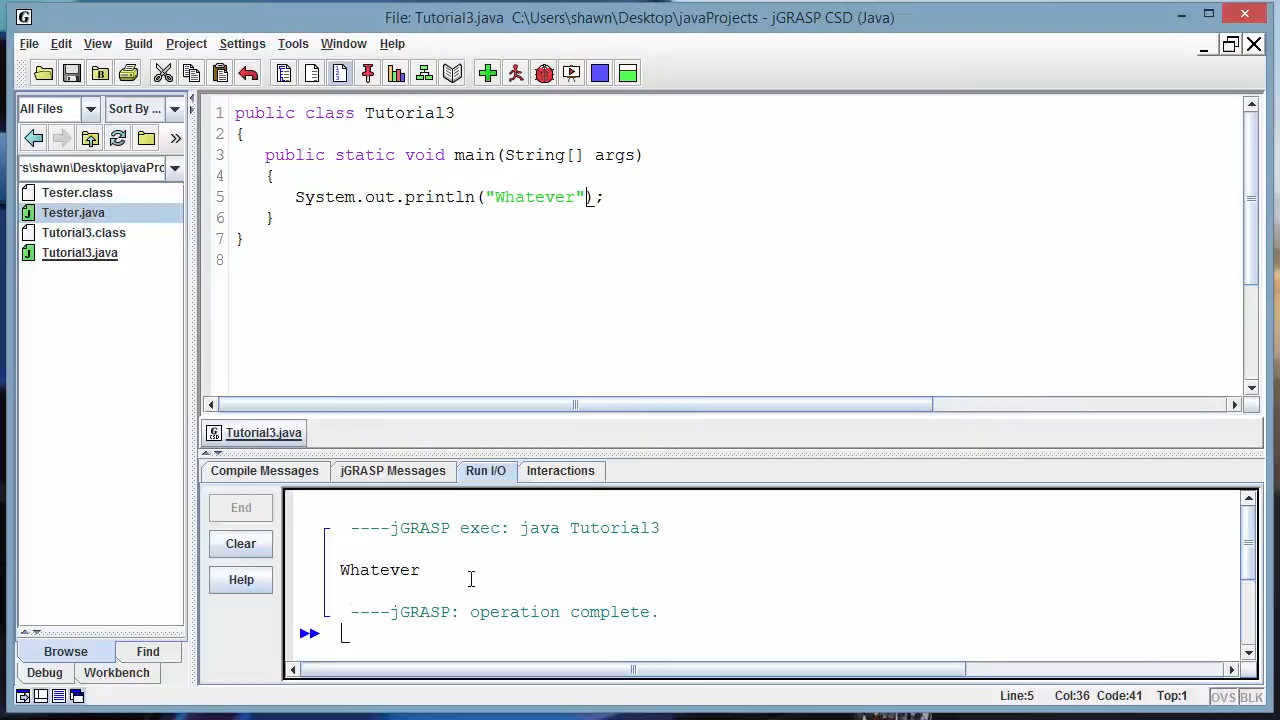 File: Tutorial3.java  C:\Users\shawn\Desktop\javaProjects - jGRASP CSD (Java)
File Edit View Build Project Settings Tools Window Help
All Files Sort By ...
rs\shawn\Desktop\javaPro
Tester.class
Tester.java
Tutorial3.class
Tutorial3.java
Browse Find
Debug Workbench
1 public class Tutorial3
2 {
3    public static void main(String[] args)
4    {
5       System.out.println("Whatever");
6    }
7 }
8
Tutorial3.java
Compile Messages jGRASP Messages Run I/O Interactions
End
Clear
Help
----jGRASP exec: java Tutorial3
Whatever
----jGRASP: operation complete.
Line:5 Col:36 Code:41 Top:1 OVS BLK